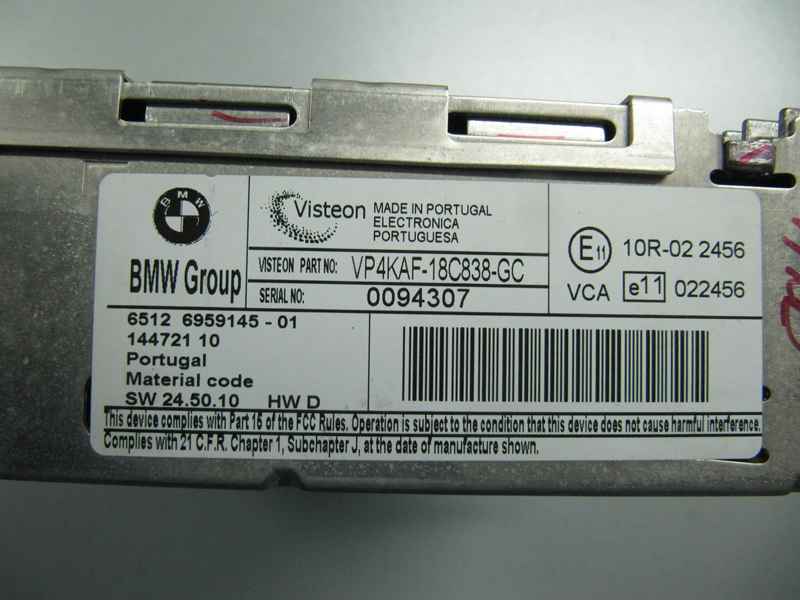 BMW
BMW Group
Visteon
MADE IN PORTUGAL
ELECTRONICA
PORTUGUESA
VISTEON PART NO: VP4KAF-18C838-GC
SERIAL NO: 0094307
E11 10R-02 2456
VCA e11 022456
6512 6959145 - 01
144721 10
Portugal
Material code
SW 24.50.10 HW D
This device complies with Part 15 of the FCC Rules. Operation is subject to the condition that this device does not cause harmful interference.
Complies with 21 C.F.R. Chapter 1, Subchapter J, at the date of manufacture shown.